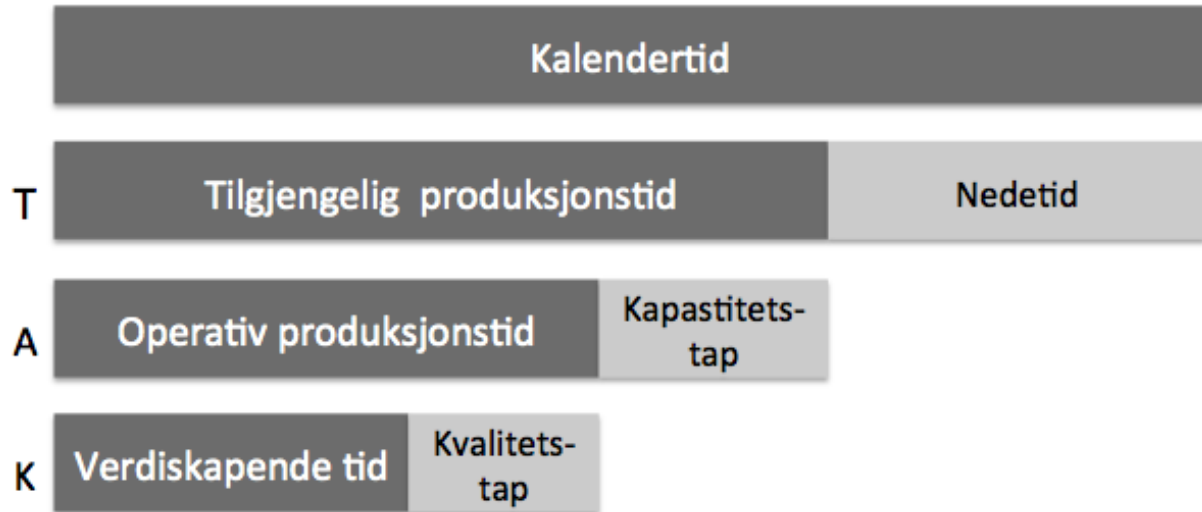 Kalendertid
T Tilgjengelig produksjonstid Nedetid
A Operativ produksjonstid Kapastitets-
tap
K Verdiskapende tid Kvalitets-
tap